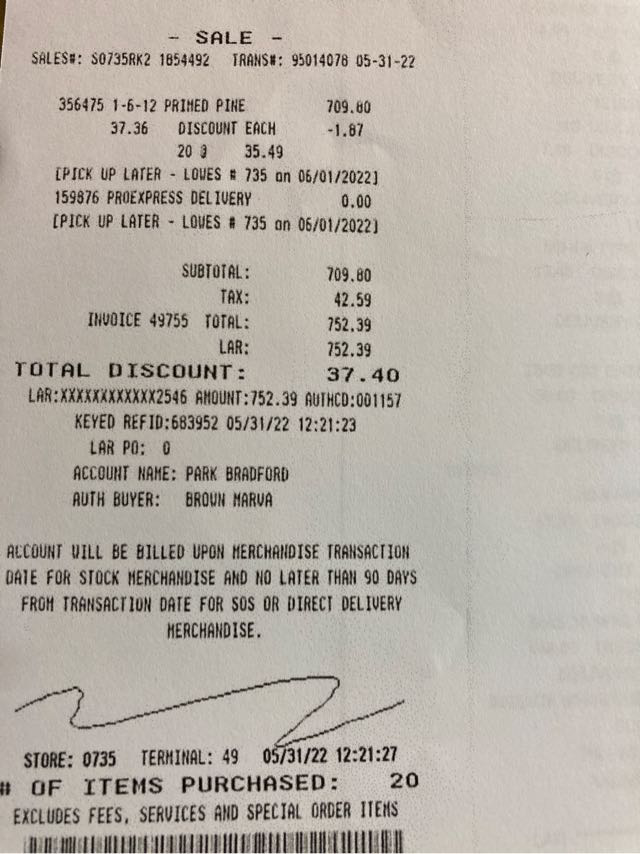 - SALE -
SALES#: S0735RK2 1854492 TRANS#: 95014078 05-31-22
356475 1-6-12 PRIMED PINE 709.80
37.36 DISCOUNT EACH -1.87
20 @ 35.49
[PICK UP LATER - LOWES # 735 on 06/01/2022]
159876 PROEXPRESS DELIVERY 0.00
[PICK UP LATER - LOWES # 735 on 06/01/2022]
SUBTOTAL: 709.80
TAX: 42.59
INVOICE 49755 TOTAL: 752.39
LAR: 752.39
TOTAL DISCOUNT: 37.40
LAR:XXXXXXXXXXXX2546 AMOUNT:752.39 AUTHCD:001157
KEYED REFID:683952 05/31/22 12:21:23
LAR PO: 0
ACCOUNT NAME: PARK BRADFORD
AUTH BUYER: BROWN MARVA
ACCOUNT WILL BE BILLED UPON MERCHANDISE TRANSACTION
DATE FOR STOCK MERCHANDISE AND NO LATER THAN 90 DAYS
FROM TRANSACTION DATE FOR SOS OR DIRECT DELIVERY
MERCHANDISE.
STORE: 0735 TERMINAL: 49 05/31/22 12:21:27
# OF ITEMS PURCHASED: 20
EXCLUDES FEES, SERVICES AND SPECIAL ORDER ITEMS